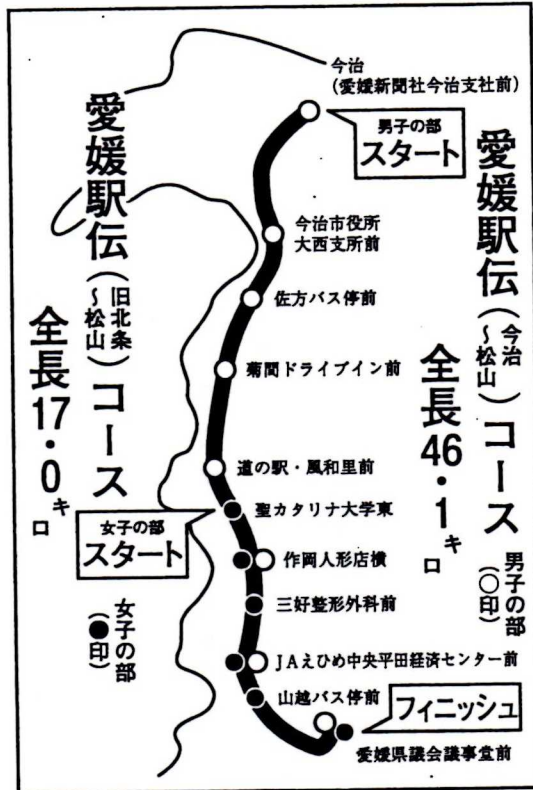 今治
(愛媛新聞社今治支社前)
男子の部
スタート
愛媛駅伝(今治～松山)コース
全長46・1キロ
男子の部
(○印)
今治市役所
大西支所前
佐方バス停前
菊間ドライブイン前
道の駅・風和里前
聖カタリナ大学東
作岡人形店横
三好整形外科前
JAえひめ中央平田経済センター前
山越バス停前
フィニッシュ
愛媛県議会議事堂前
愛媛駅伝(旧北条～松山)コース
全長17・0キロ
女子の部
スタート
女子の部
(●印)